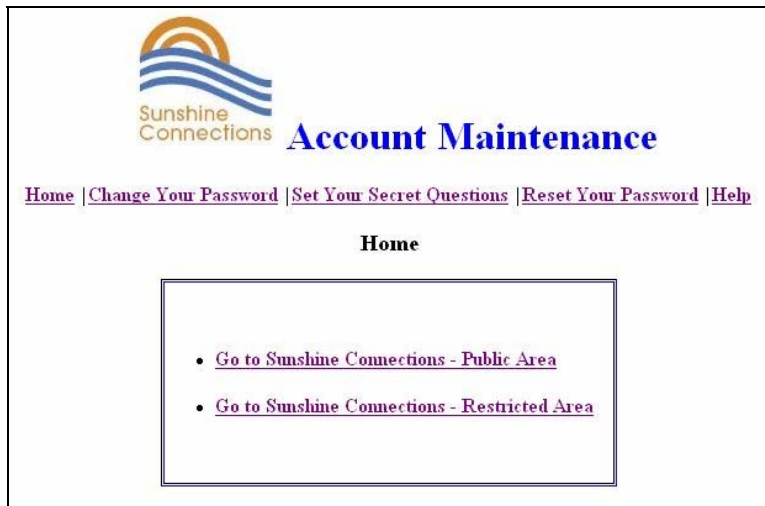 Sunshine
Connections
Account Maintenance
Home |Change Your Password |Set Your Secret Questions |Reset Your Password |Help
Home
• Go to Sunshine Connections - Public Area
• Go to Sunshine Connections - Restricted Area